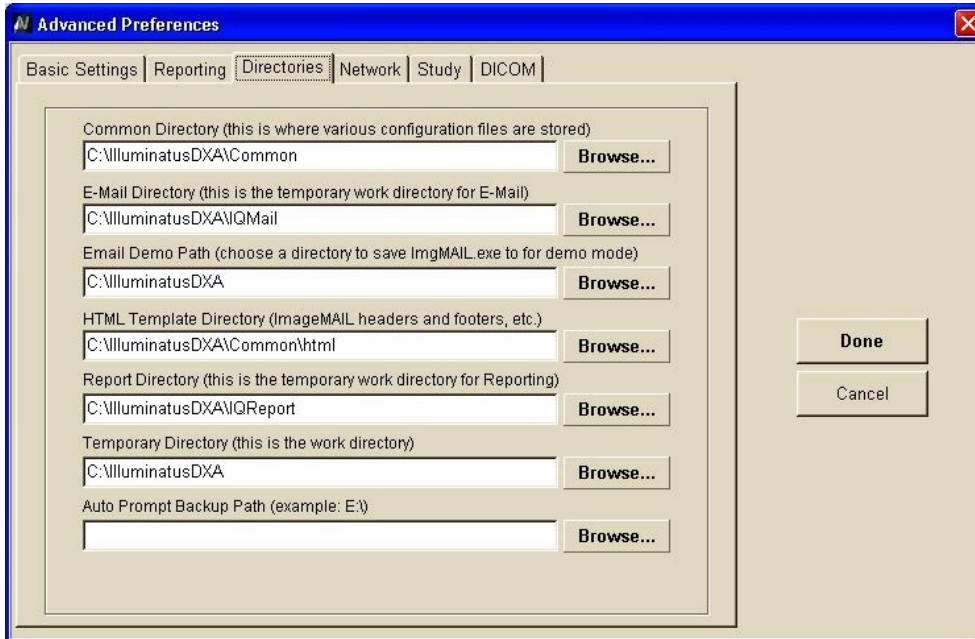 Advanced Preferences
Basic Settings Reporting Directories Network Study DICOM
Common Directory (this is where various configuration files are stored)
C:\IlluminatusDXA\Common Browse...
E-Mail Directory (this is the temporary work directory for E-Mail)
C:\IlluminatusDXA\IQMail Browse...
Email Demo Path (choose a directory to save ImgMAIL.exe to for demo mode)
C:\IlluminatusDXA Browse...
HTML Template Directory (ImageMAIL headers and footers, etc.)
C:\IlluminatusDXA\Common\html Browse...
Report Directory (this is the temporary work directory for Reporting)
C:\IlluminatusDXA\IQReport Browse...
Temporary Directory (this is the work directory)
C:\IlluminatusDXA Browse...
Auto Prompt Backup Path (example: E:\)
Browse...
Done
Cancel